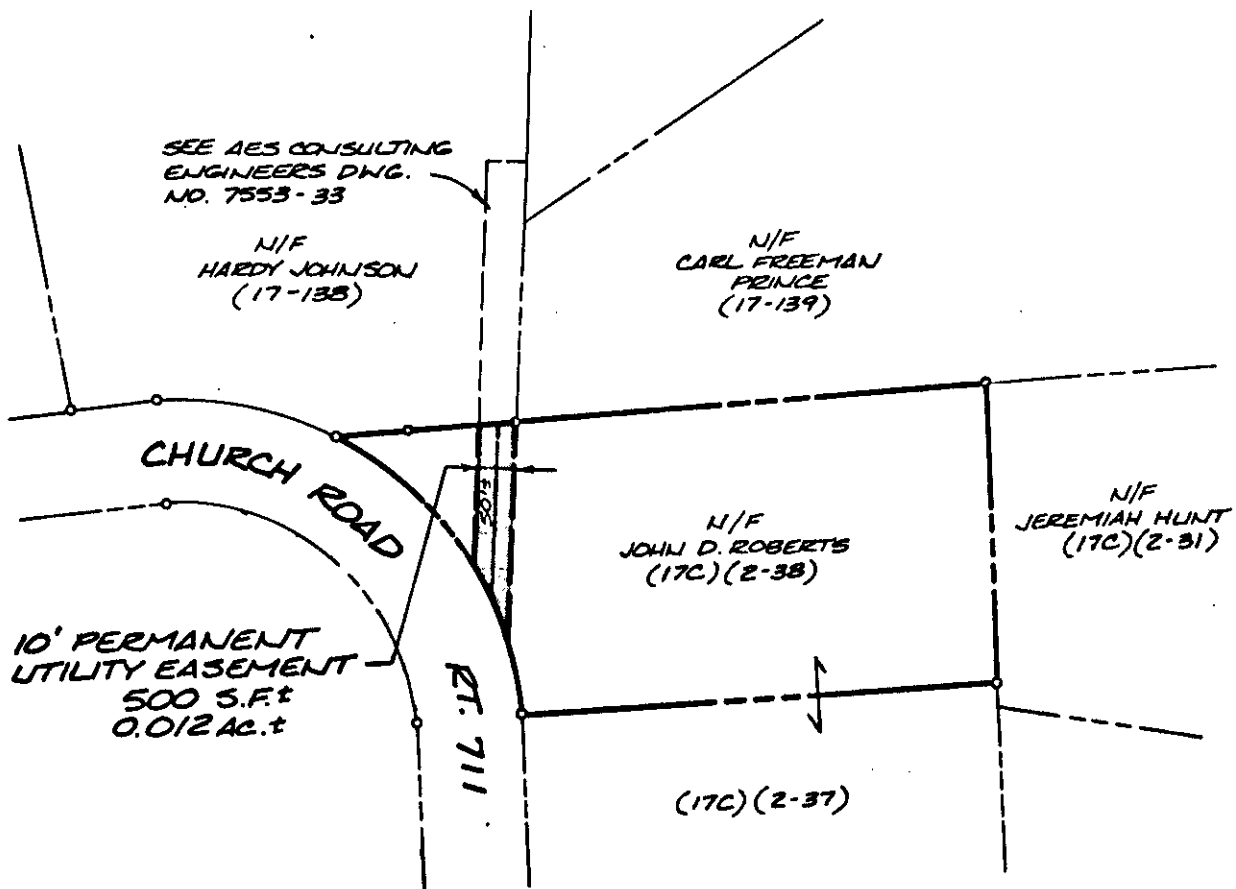 SEE AES CONSULTING
ENGINEERS DWG.
NO. 7553-33
N/F
HARDY JOHNSON
(17-138)
N/F
CARL FREEMAN
PRINCE
(17-139)
CHURCH ROAD
N/F
JOHN D. ROBERTS
(17C)(2-38)
N/F
JEREMIAH HUNT
(17C)(2-31)
10' PERMANENT
UTILITY EASEMENT
500 S.F.±
0.012 AC.±
RT. 711
(17C)(2-37)